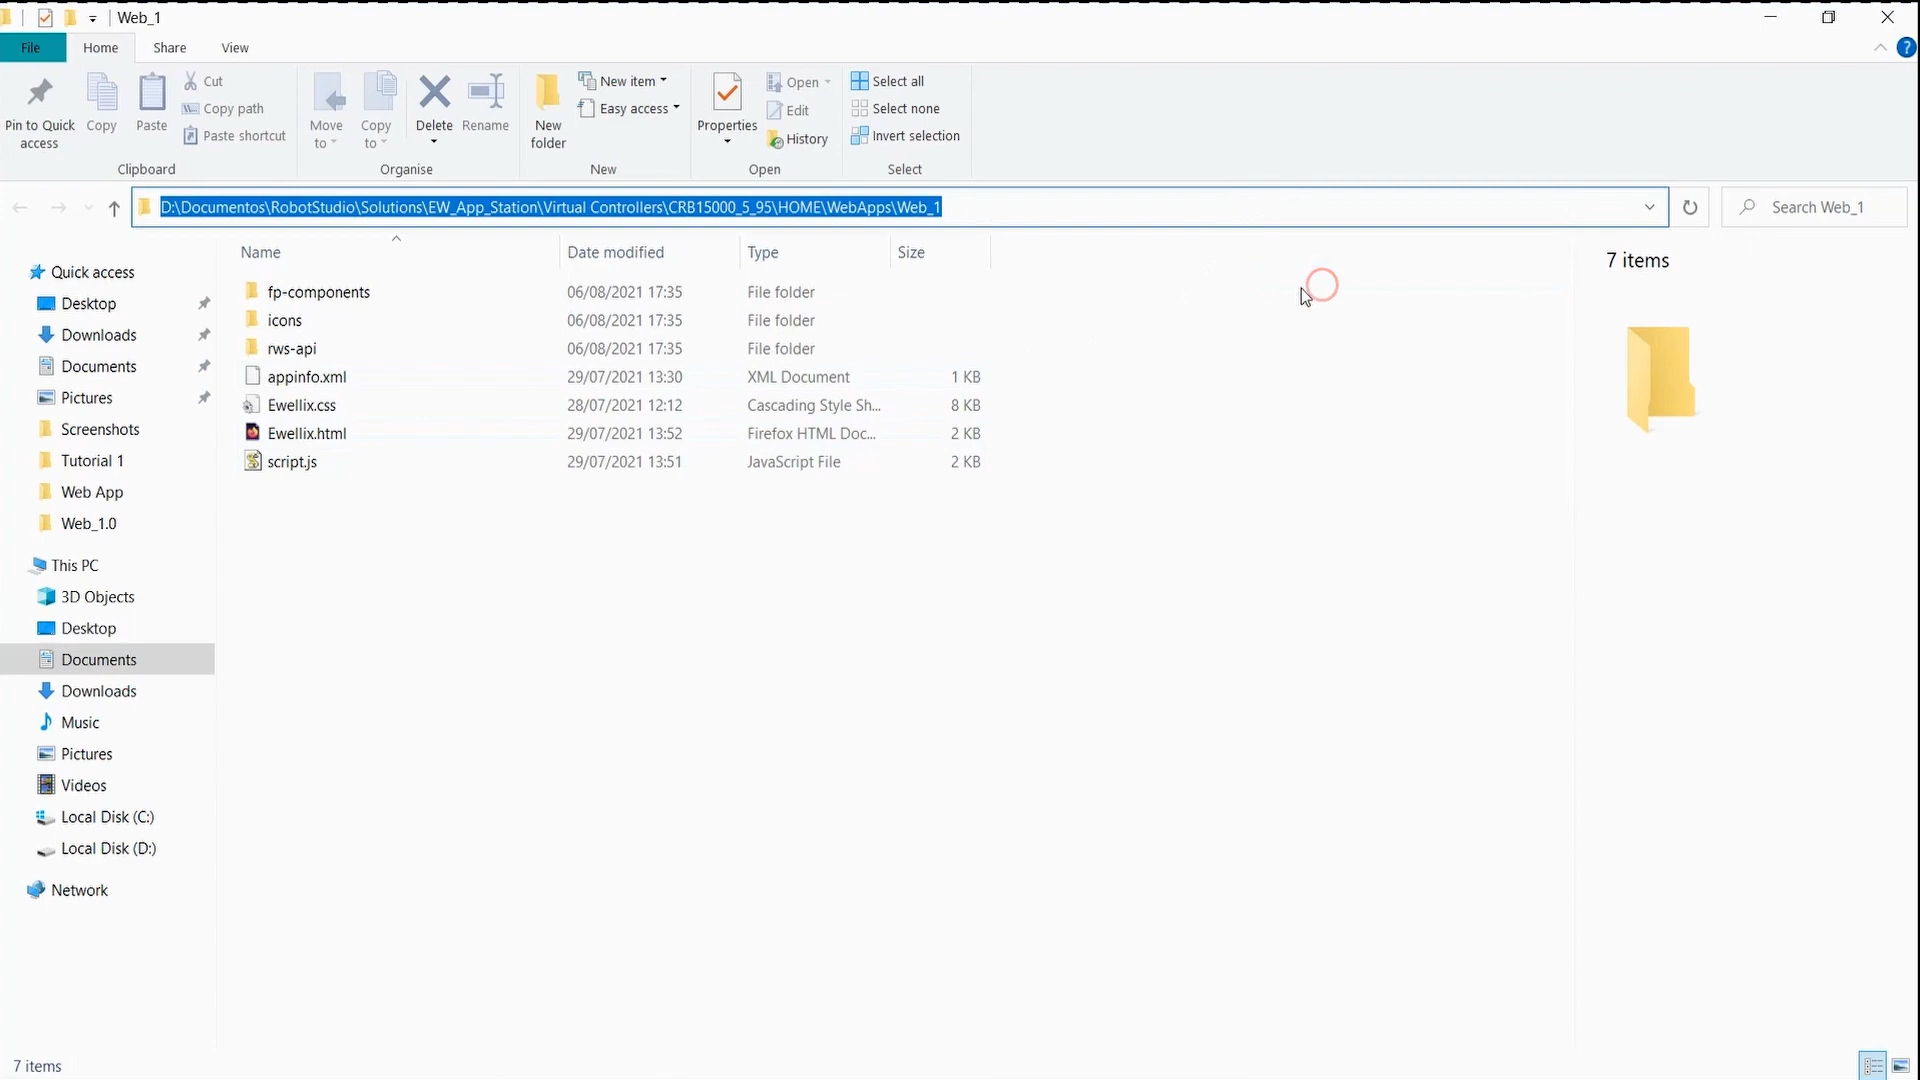 Web_1
File Home Share View
Pin to Quick access
Copy
Paste
Cut
Copy path
Paste shortcut
Clipboard
Move to
Copy to
Delete
Rename
Organise
New folder
New item
Easy access
New
Properties
Open
Edit
History
Open
Select all
Select none
Invert selection
Select
D:\Documentos\RobotStudio\Solutions\EW_App_Station\Virtual Controllers\CRB15000_5_95\HOME\WebApps\Web_1
Search Web_1
Quick access
Desktop
Downloads
Documents
Pictures
Screenshots
Tutorial 1
Web App
Web_1.0
This PC
3D Objects
Desktop
Documents
Downloads
Music
Pictures
Videos
Local Disk (C:)
Local Disk (D:)
Network
Name Date modified Type Size
fp-components 06/08/2021 17:35 File folder
icons 06/08/2021 17:35 File folder
rws-api 06/08/2021 17:35 File folder
appinfo.xml 29/07/2021 13:30 XML Document 1 KB
Ewellix.css 28/07/2021 12:12 Cascading Style Sh... 8 KB
Ewellix.html 29/07/2021 13:52 Firefox HTML Doc... 2 KB
script.js 29/07/2021 13:51 JavaScript File 2 KB
7 items
7 items